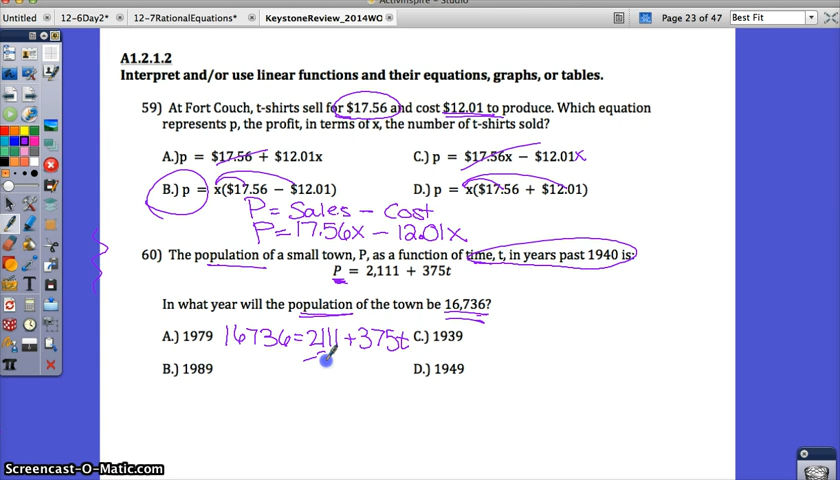 ActivInspire - Studio
Untitled
12-6Day2*
12-7RationalEquations*
KeystoneReview_2014WO
Page 23 of 47
Best Fit
A1.2.1.2
Interpret and/or use linear functions and their equations, graphs, or tables.
59) At Fort Couch, t-shirts sell for $17.56 and cost $12.01 to produce. Which equation
represents p, the profit, in terms of x, the number of t-shirts sold?
A.)p = $17.56 + $12.01x
C.) p = $17.56x − $12.01x
B.) p = x($17.56 − $12.01)
D.) p = x($17.56 + $12.01)
P = Sales − Cost
P = 17.56x − 12.01x
60) The population of a small town, P, as a function of time, t, in years past 1940 is:
P = 2,111 + 375t
In what year will the population of the town be 16,736?
A.) 1979
16736 = 2111 + 375t
C.) 1939
B.) 1989
D.) 1949
Screencast-O-Matic.com